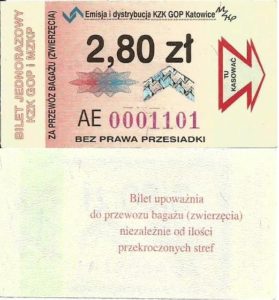 Emisja i dystrybucja KZK GOP Katowice
MZKP
BILET JEDNORAZOWY
KZK GOP i MZKP
ZA PRZEWÓZ BAGAŻU (ZWIERZĘCIA)
2,80 zł
TU
KASOWAĆ
AE 0001101
BEZ PRAWA PRZESIADKI
Bilet upoważnia
do przewozu bagażu (zwierzęcia)
niezależnie od ilości
przekroczonych stref